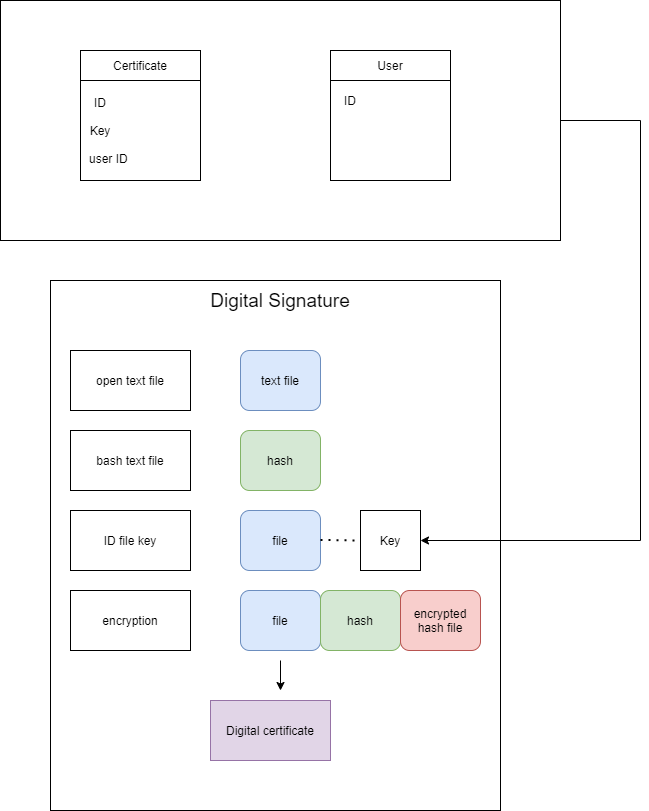 Certificate
User
ID
Key
user ID
ID
Digital Signature
open text file
text file
bash text file
hash
ID file key
file
Key
encryption
file
hash
encrypted
hash file
Digital certificate